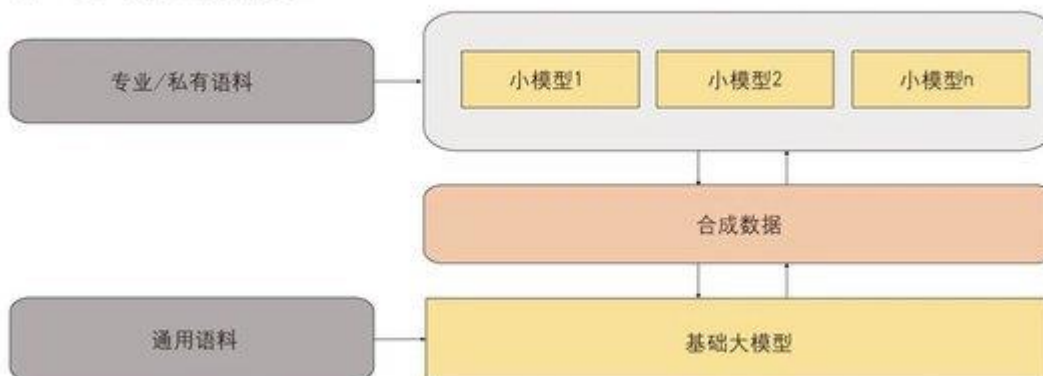 专业/私有语料
小模型1
小模型2
小模型n
合成数据
通用语料
基础大模型